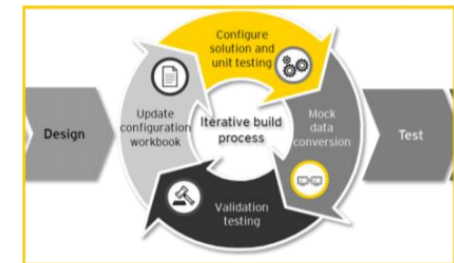 Configure
solution and
unit testing
Design
Update
configuration
workbook
Iterative build
process
Mock
data
conversion
Test
Validation
testing